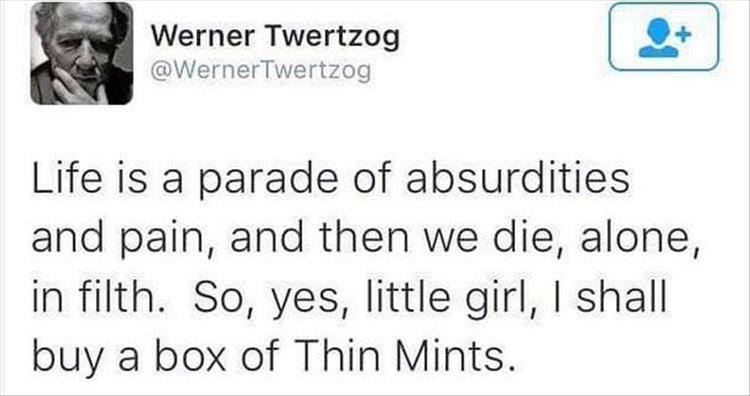 Werner Twertzog
@WernerTwertzog
Life is a parade of absurdities
and pain, and then we die, alone,
in filth.  So, yes, little girl, I shall
buy a box of Thin Mints.